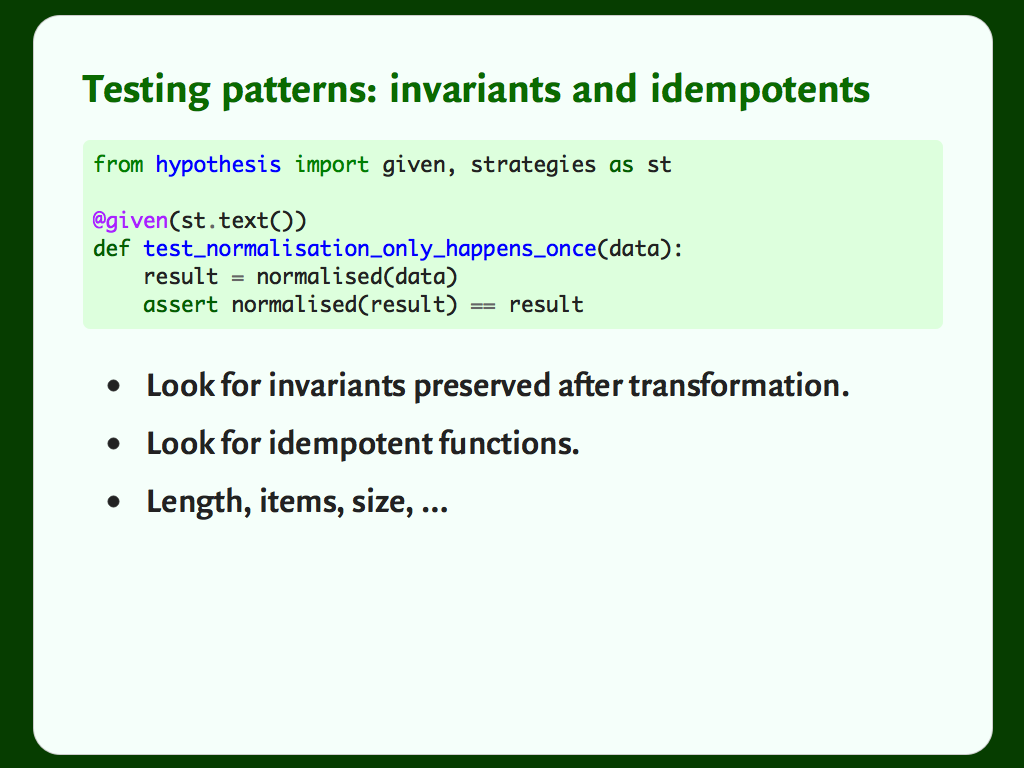 Testing patterns: invariants and idempotents
from hypothesis import given, strategies as st
@given(st.text())
def test_normalisation_only_happens_once(data):
    result = normalised(data)
    assert normalised(result) == result
• Look for invariants preserved after transformation.
• Look for idempotent functions.
• Length, items, size, ...